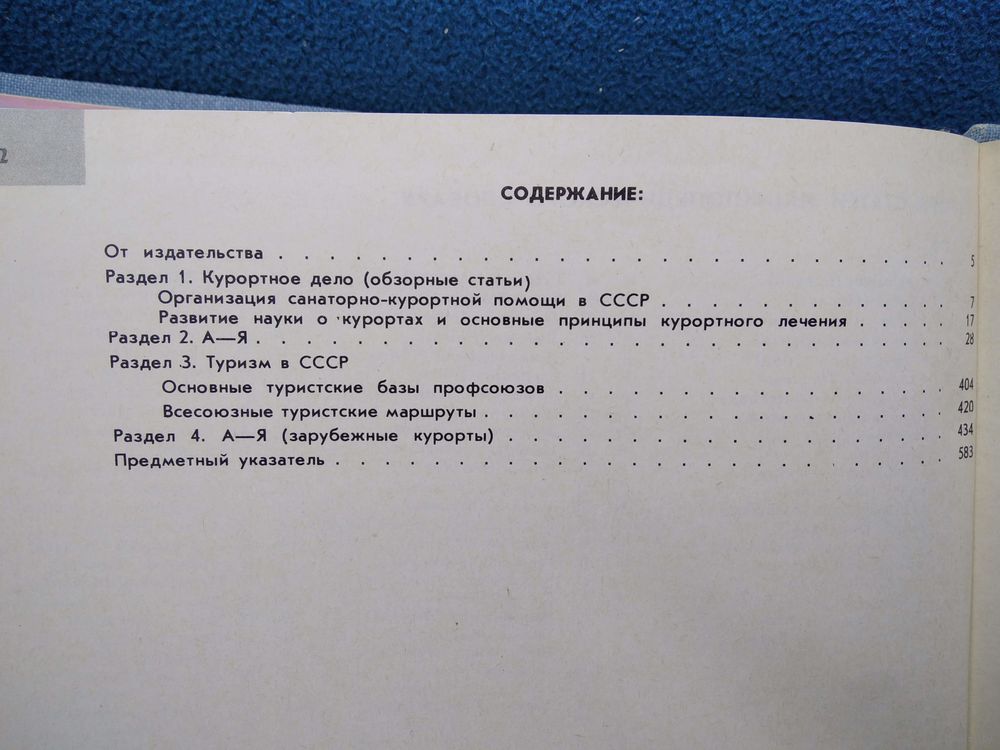 СОДЕРЖАНИЕ:
От издательства . . . . . . . . . . . . . . . . . . . . 5
Раздел 1. Курортное дело (обзорные статьи)
Организация санаторно-курортной помощи в СССР . . . . . . . . . 7
Развитие науки о курортах и основные принципы курортного лечения . . . . . 17
Раздел 2. А—Я . . . . . . . . . . . . . . . . . . . . 28
Раздел 3. Туризм в СССР
Основные туристские базы профсоюзов . . . . . . . . . . . . 404
Всесоюзные туристские маршруты . . . . . . . . . . . . . . 420
Раздел 4. А—Я (зарубежные курорты) . . . . . . . . . . . . . 434
Предметный указатель . . . . . . . . . . . . . . . . . . 583